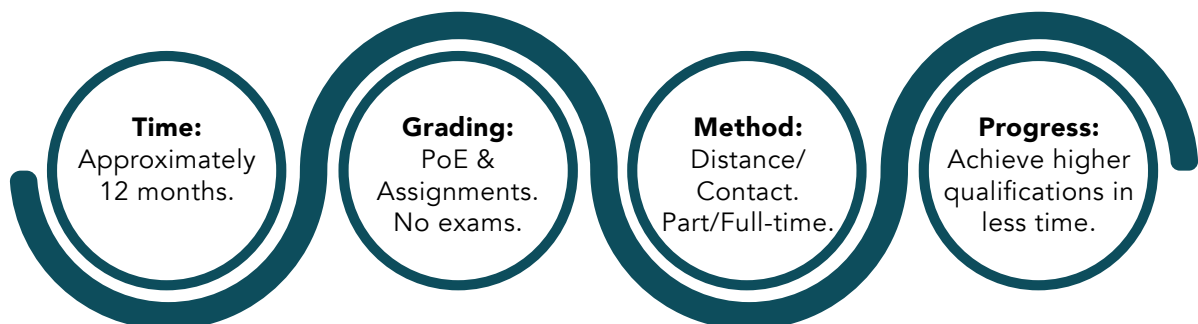 Time:
Approximately
12 months.
Grading:
PoE &
Assignments.
No exams.
Method:
Distance/
Contact.
Part/Full-time.
Progress:
Achieve higher
qualifications in
less time.